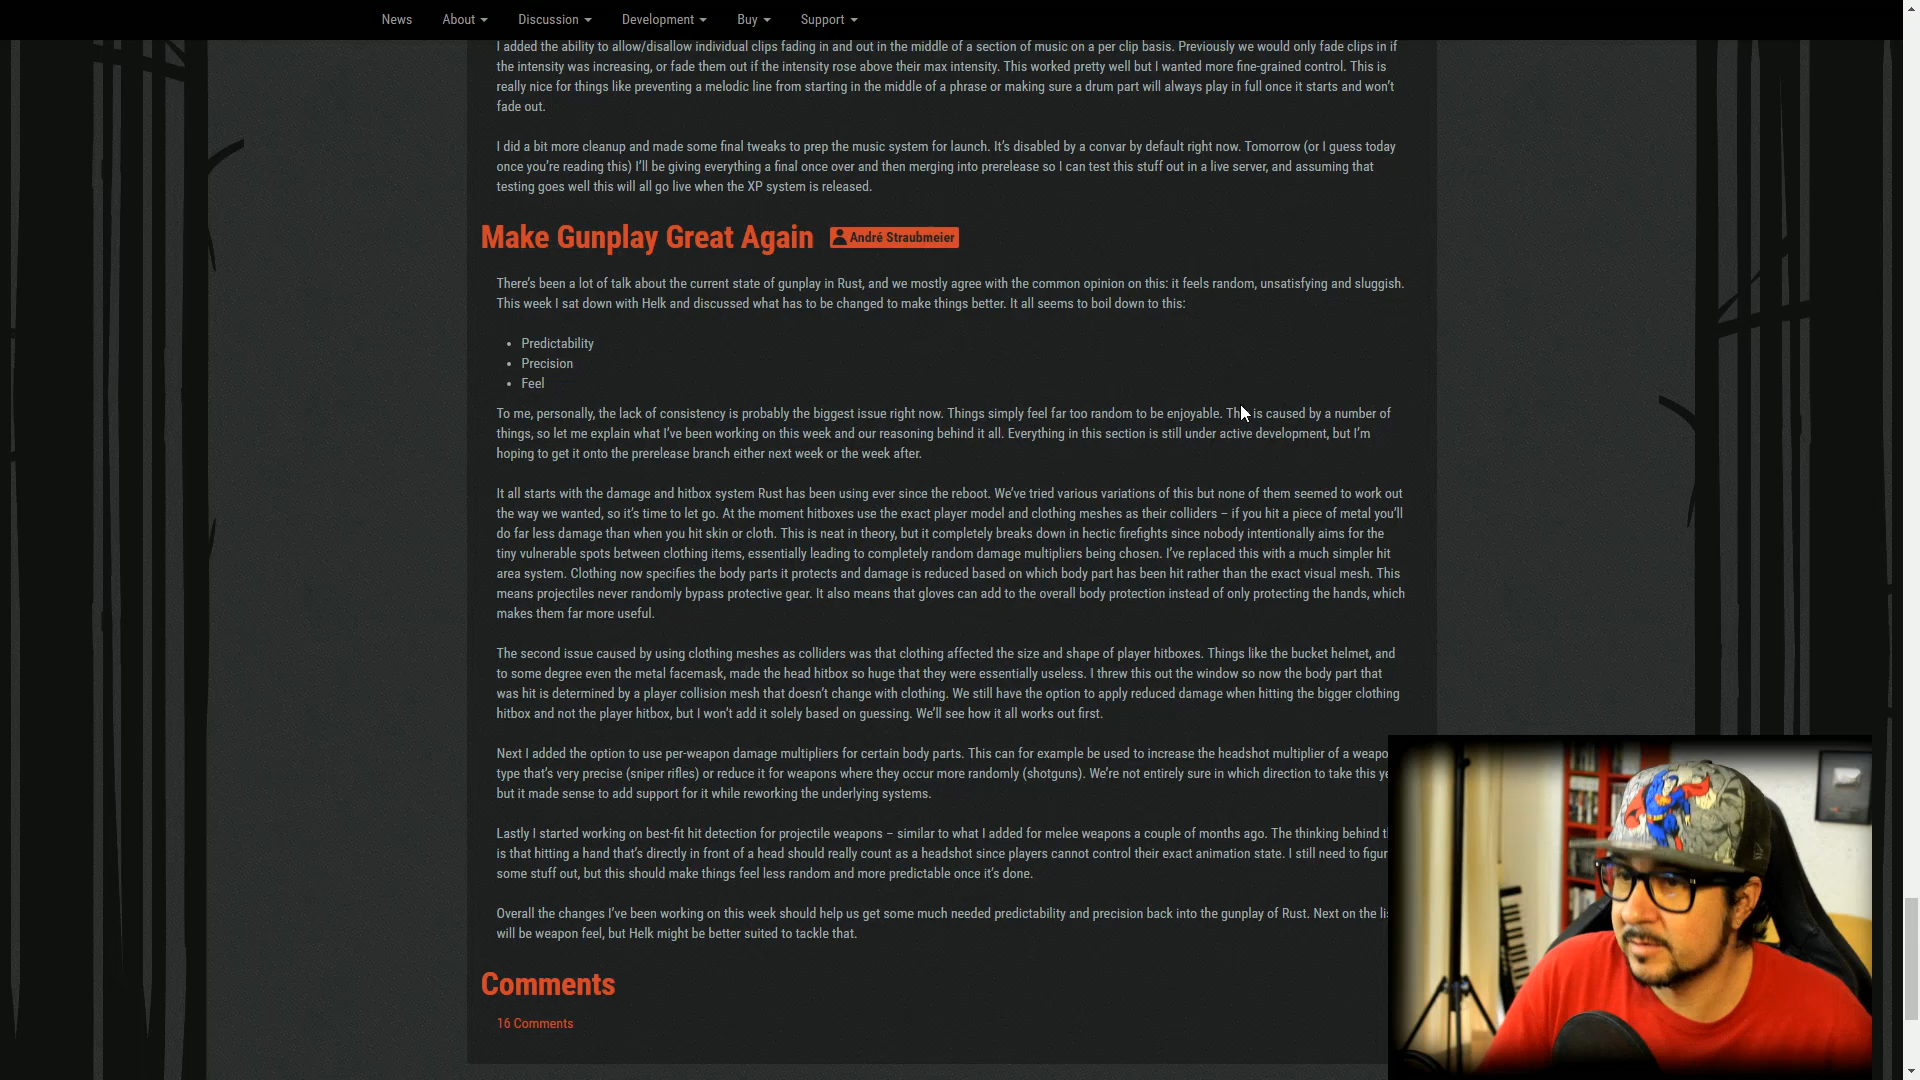 News About Discussion Development Buy Support
I added the ability to allow/disallow individual clips fading in and out in the middle of a section of music on a per clip basis. Previously we would only fade clips in if
the intensity was increasing, or fade them out if the intensity rose above their max intensity. This worked pretty well but I wanted more fine-grained control. This is
really nice for things like preventing a melodic line from starting in the middle of a phrase or making sure a drum part will always play in full once it starts and won't
fade out.
I did a bit more cleanup and made some final tweaks to prep the music system for launch. It's disabled by a convar by default right now. Tomorrow (or I guess today
once you're reading this) I'll be giving everything a final once over and then merging into prerelease so I can test this stuff out in a live server, and assuming that
testing goes well this will all go live when the XP system is released.
Make Gunplay Great Again André Straubmeier
There's been a lot of talk about the current state of gunplay in Rust, and we mostly agree with the common opinion on this: it feels random, unsatisfying and sluggish.
This week I sat down with Helk and discussed what has to be changed to make things better. It all seems to boil down to this:
• Predictability
• Precision
• Feel
To me, personally, the lack of consistency is probably the biggest issue right now. Things simply feel far too random to be enjoyable. is caused by a number of
things, so let me explain what I've been working on this week and our reasoning behind it all. Everything in this section is still under active development, but I'm
hoping to get it onto the prerelease branch either next week or the week after.
It all starts with the damage and hitbox system Rust has been using ever since the reboot. We've tried various variations of this but none of them seemed to work out
the way we wanted, so it's time to let go. At the moment hitboxes use the exact player model and clothing meshes as their colliders – if you hit a piece of metal you'll
do far less damage than when you hit skin or cloth. This is neat in theory, but it completely breaks down in hectic firefights since nobody intentionally aims for the
tiny vulnerable spots between clothing items, essentially leading to completely random damage multipliers being chosen. I've replaced this with a much simpler hit
area system. Clothing now specifies the body parts it protects and damage is reduced based on which body part has been hit rather than the exact visual mesh. This
means projectiles never randomly bypass protective gear. It also means that gloves can add to the overall body protection instead of only protecting the hands, which
makes them far more useful.
The second issue caused by using clothing meshes as colliders was that clothing affected the size and shape of player hitboxes. Things like the bucket helmet, and
to some degree even the metal facemask, made the head hitbox so huge that they were essentially useless. I threw this out the window so now the body part that
was hit is determined by a player collision mesh that doesn't change with clothing. We still have the option to apply reduced damage when hitting the bigger clothing
hitbox and not the player hitbox, but I won't add it solely based on guessing. We'll see how it all works out first.
Next I added the option to use per-weapon damage multipliers for certain body parts. This can for example be used to increase the headshot multiplier of a weapo
type that's very precise (sniper rifles) or reduce it for weapons where they occur more randomly (shotguns). We're not entirely sure in which direction to take this ye
but it made sense to add support for it while reworking the underlying systems.
Lastly I started working on best-fit hit detection for projectile weapons – similar to what I added for melee weapons a couple of months ago. The thinking behind
is that hitting a hand that's directly in front of a head should really count as a headshot since players cannot control their exact animation state. I still need to figur
some stuff out, but this should make things feel less random and more predictable once it's done.
Overall the changes I've been working on this week should help us get some much needed predictability and precision back into the gunplay of Rust. Next on the li
will be weapon feel, but Helk might be better suited to tackle that.
Comments
16 Comments